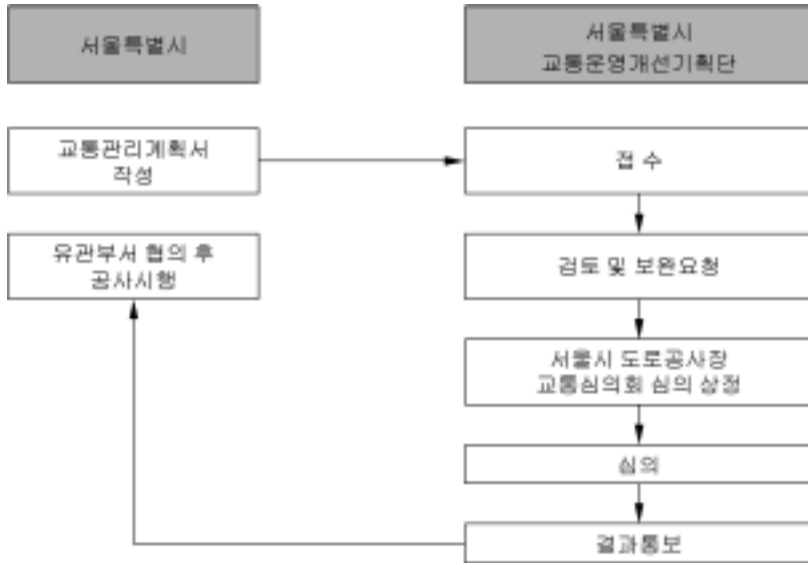 서울특별시
서울특별시
교통운영개선기획단
교통관리계획서
작성
접 수
유관부서 협의 후
공사시행
검토 및 보완요청
서울시 도로공사장
교통심의회 심의 상정
심의
결과통보